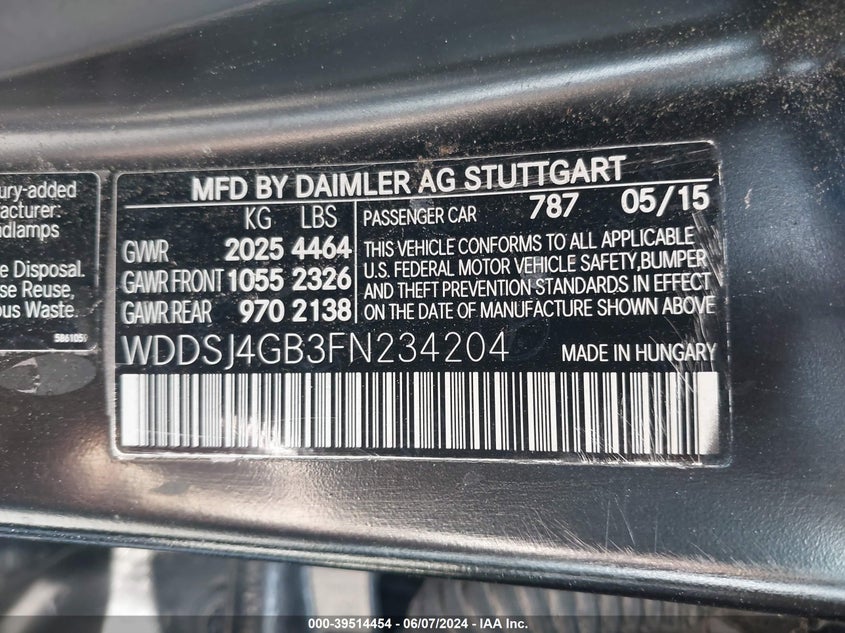 ury-added
acturer:
adlamps
e Disposal.
se Reuse,
ous Waste.
MFD BY DAIMLER AG STUTTGART
KG LBS
GVWR 2025 4464
GAWR FRONT 1055 2326
GAWR REAR 970 2138
PASSENGER CAR 787 05/15
THIS VEHICLE CONFORMS TO ALL APPLICABLE
U.S. FEDERAL MOTOR VEHICLE SAFETY,BUMPER
AND THEFT PREVENTION STANDARDS IN EFFECT
ON THE DATE OF MANUFACTURE SHOWN ABOVE
WDDSJ4GB3FN234204 MADE IN HUNGARY
000-39514454 - 06/07/2024 - © IAA Inc.